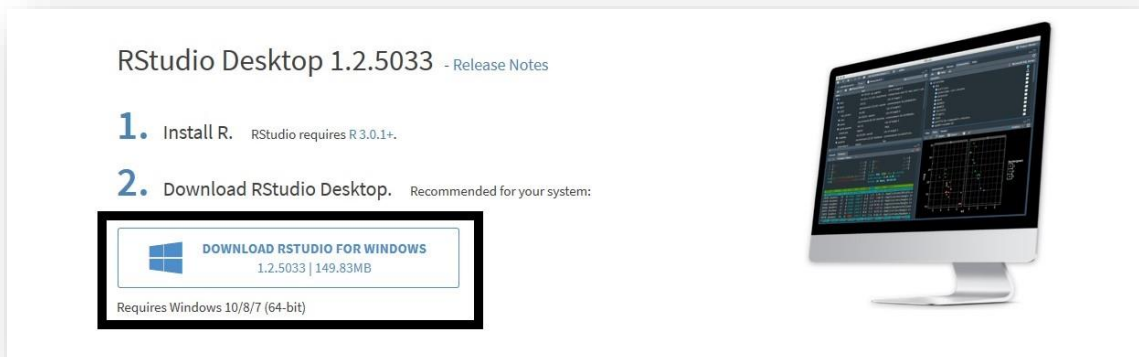 RStudio Desktop 1.2.5033 - Release Notes
1. Install R. RStudio requires R 3.0.1+.
2. Download RStudio Desktop. Recommended for your system:
DOWNLOAD RSTUDIO FOR WINDOWS
1.2.5033 | 149.83MB
Requires Windows 10/8/7 (64-bit)